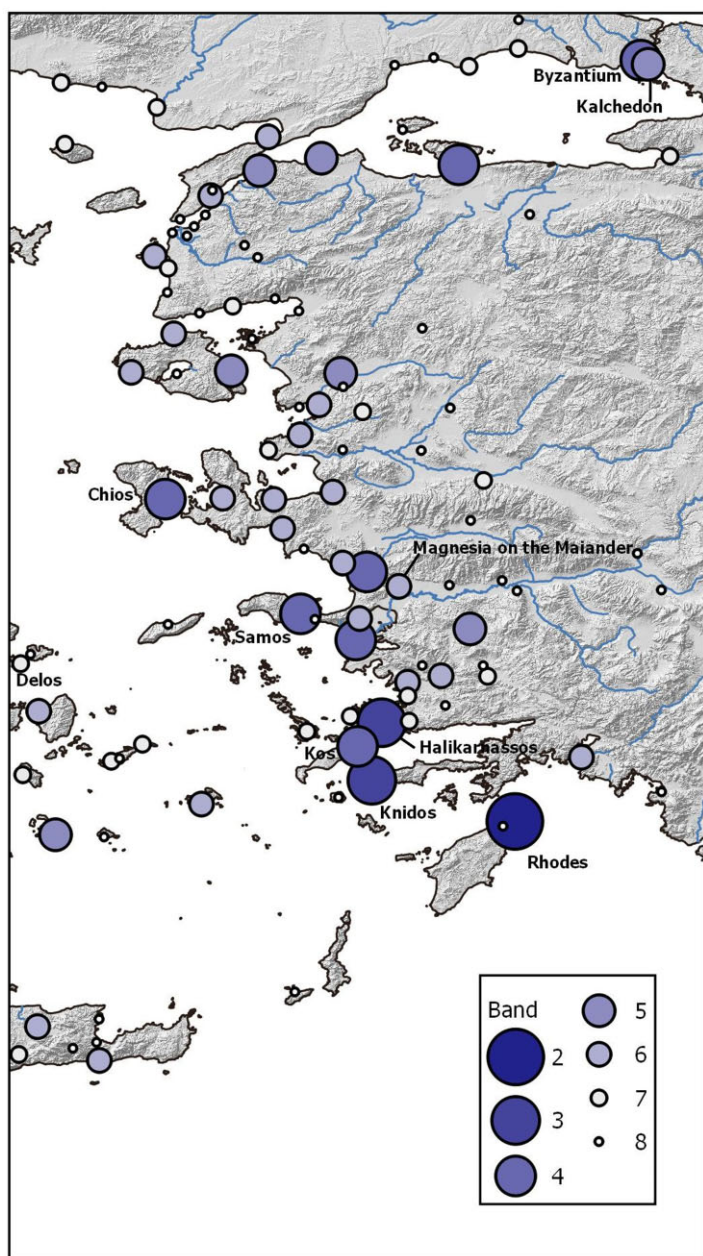 Byzantium
Kalchedon
Chios
Magnesia on the Maiander
Samos
Delos
Halikarnassos
Kos
Knidos
Rhodes
Band
2
3
4
5
6
7
8